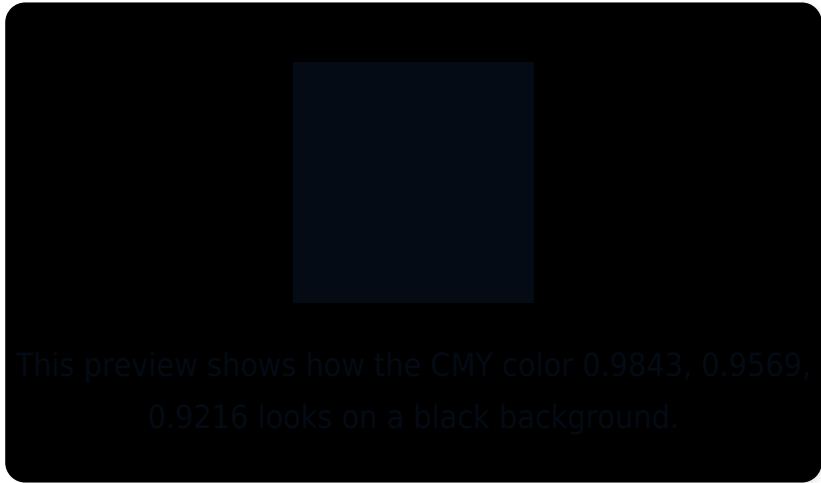 This preview shows how the CMY color 0.9843, 0.9569,
0.9216 looks on a black background.